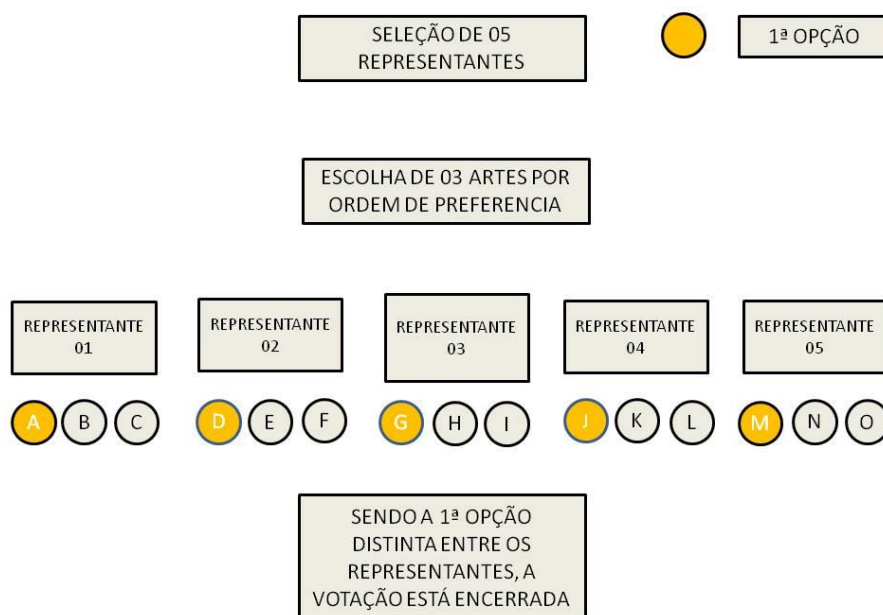 SELEÇÃO DE 05
REPRESENTANTES
1ª OPÇÃO
ESCOLHA DE 03 ARTES POR
ORDEM DE PREFERENCIA
REPRESENTANTE
01
REPRESENTANTE
02
REPRESENTANTE
03
REPRESENTANTE
04
REPRESENTANTE
05
A B C
D E F
G H I
J K L
M N O
SENDO A 1ª OPÇÃO
DISTINTA ENTRE OS
REPRESENTANTES, A
VOTAÇÃO ESTÁ ENCERRADA